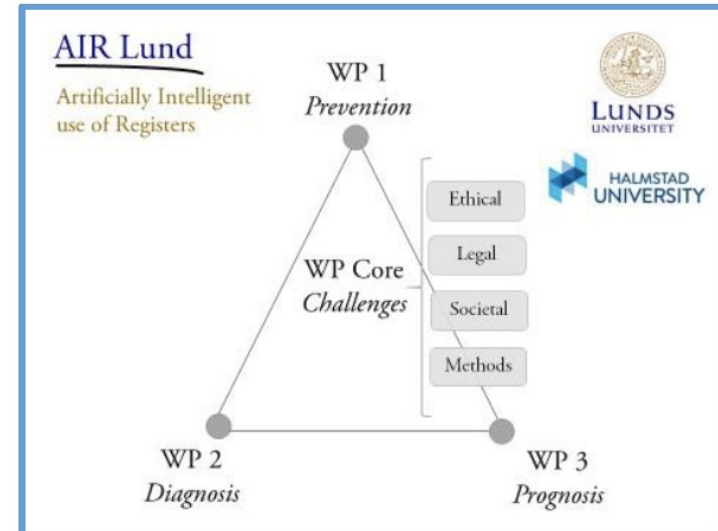 AIR Lund
Artificially Intelligent
use of Registers
WP 1
Prevention
LUNDS
UNIVERSITET
HALMSTAD
UNIVERSITY
WP Core
Challenges
Ethical
Legal
Societal
Methods
WP 2
Diagnosis
WP 3
Prognosis